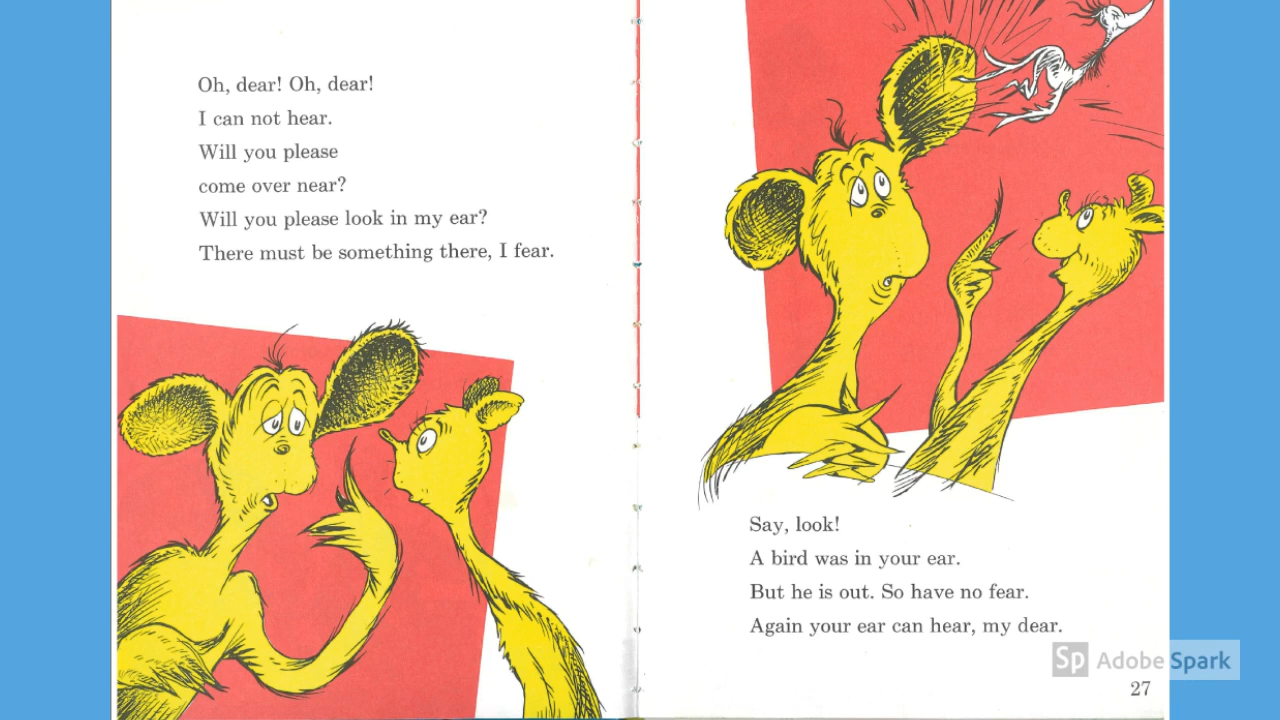 Oh, dear! Oh, dear!
I can not hear.
Will you please
come over near?
Will you please look in my ear?
There must be something there, I fear.
Say, look!
A bird was in your ear.
But he is out. So have no fear.
Again your ear can hear, my dear.
Sp Adobe Spark
27